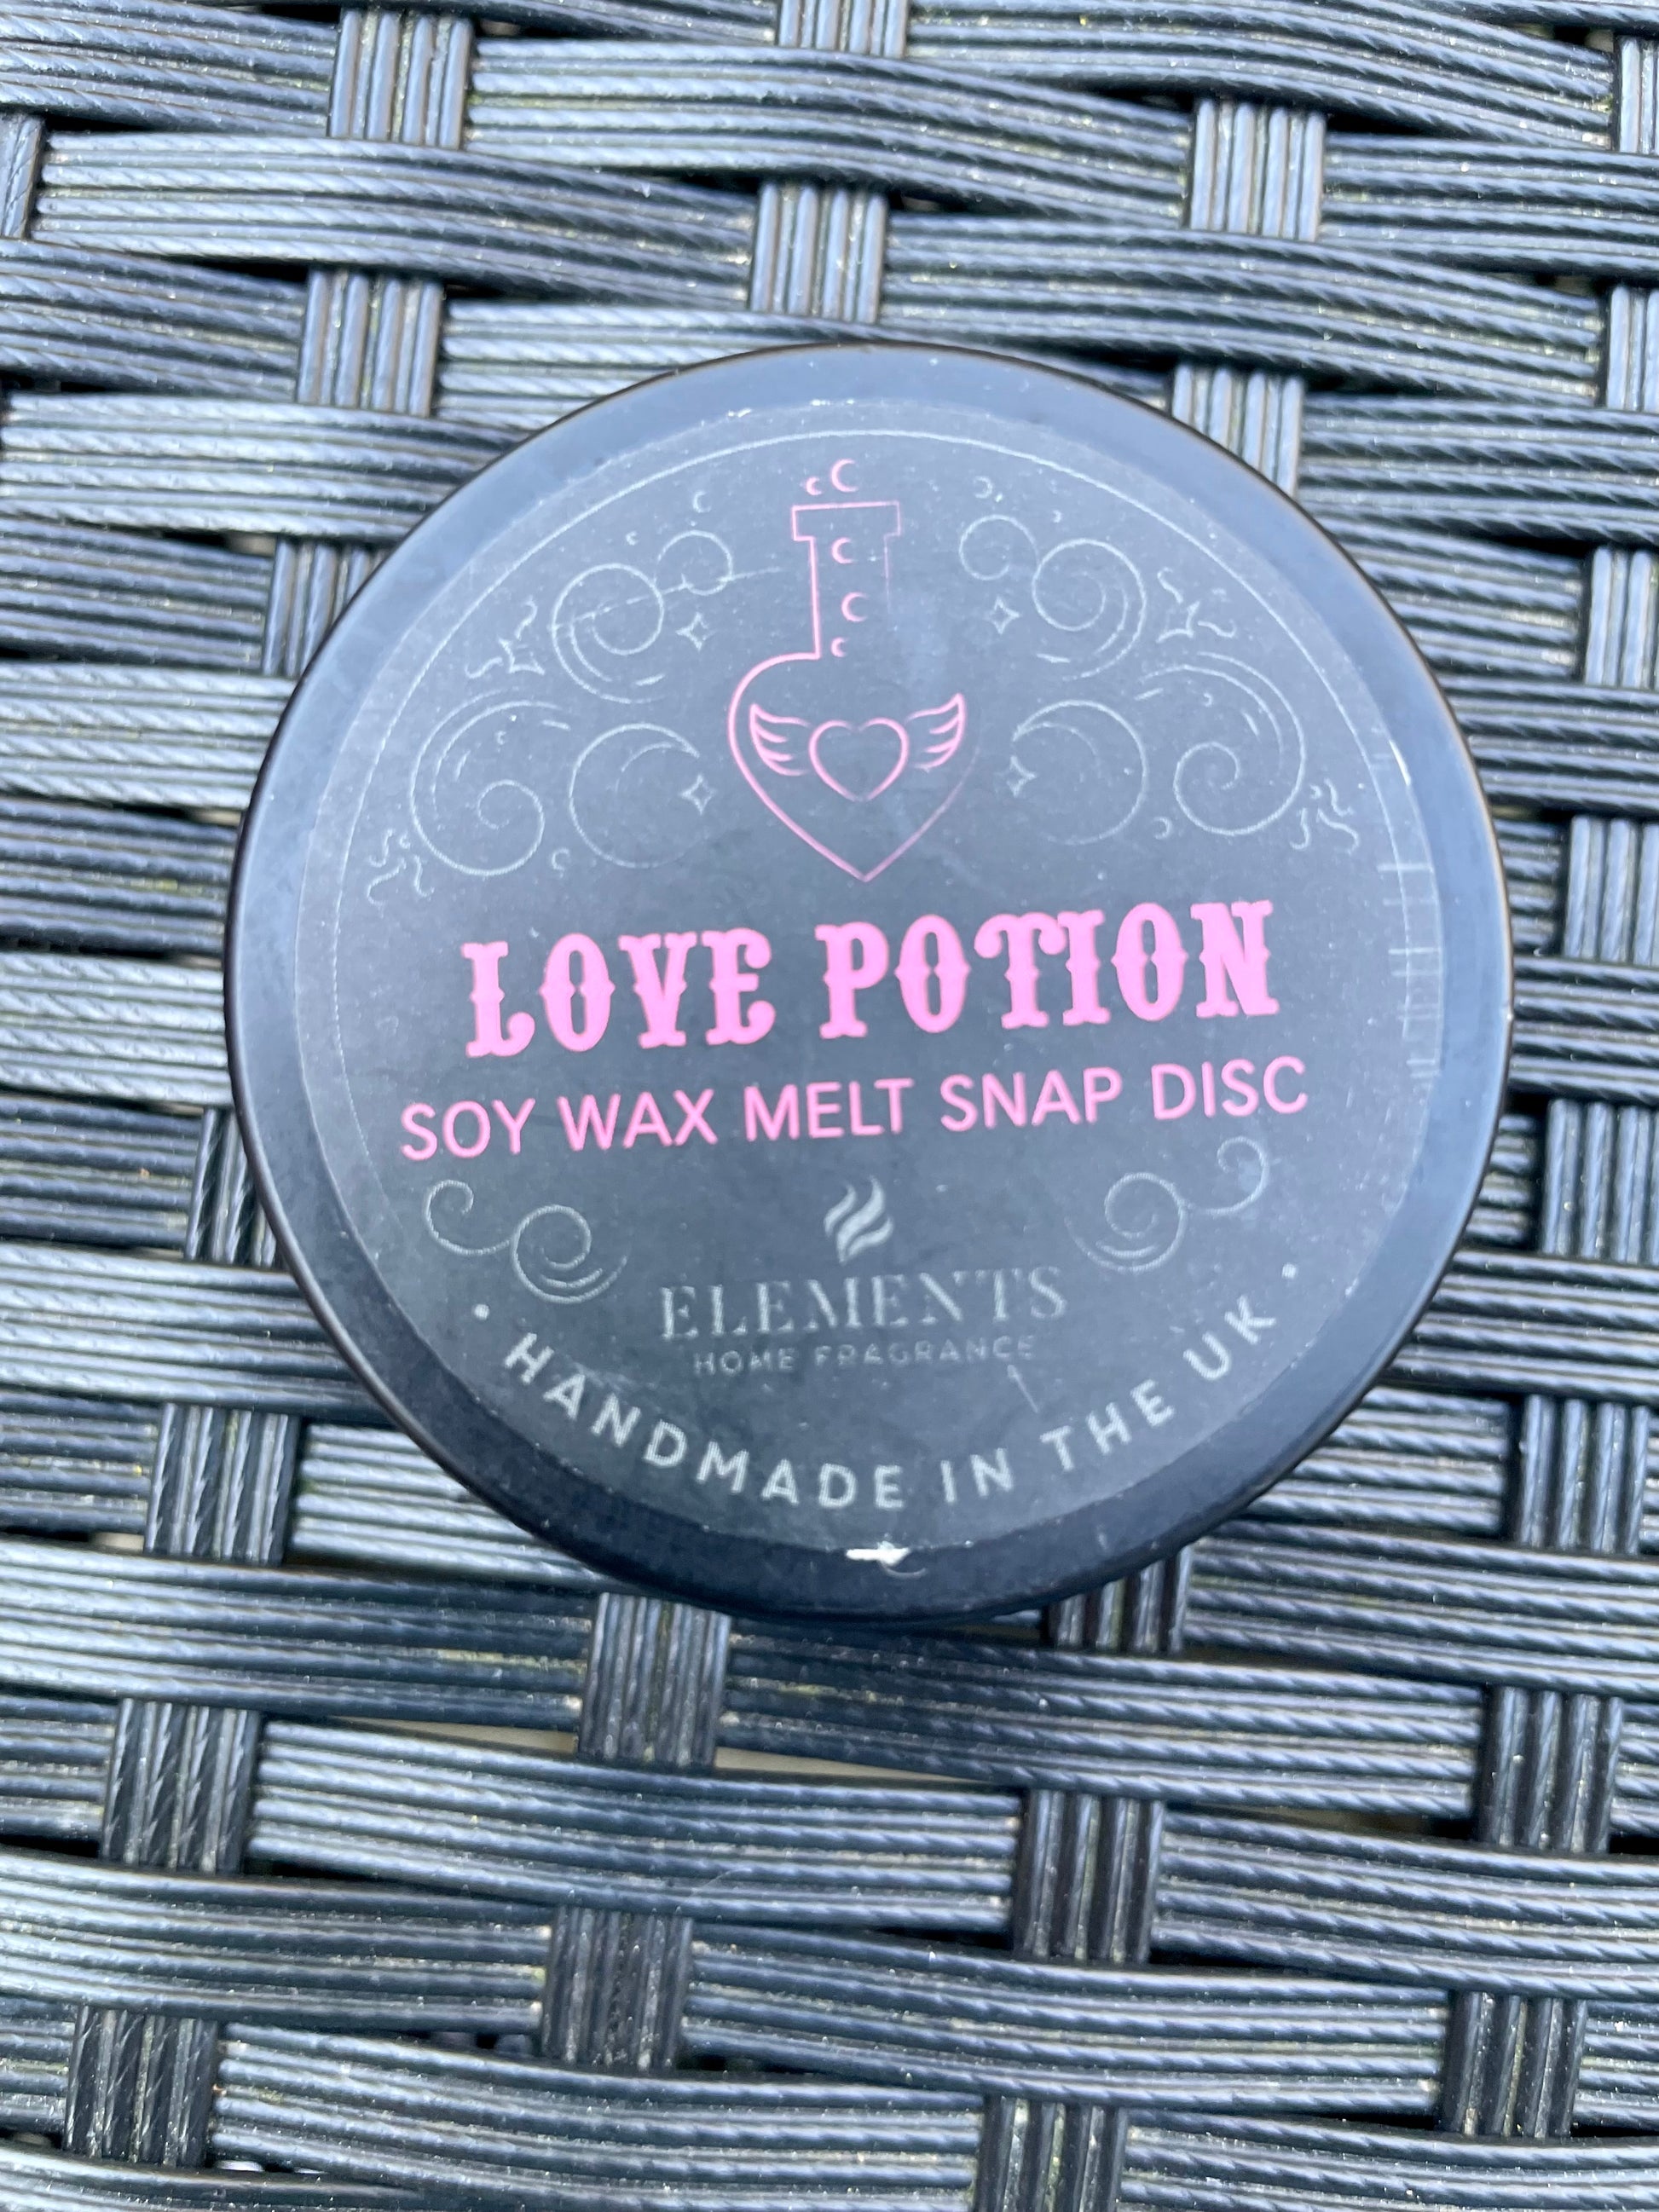 LOVE POTION
SOY WAX MELT SNAP DISC
ELEMENTS
HOME FRAGRANCE
• HANDMADE IN THE UK •